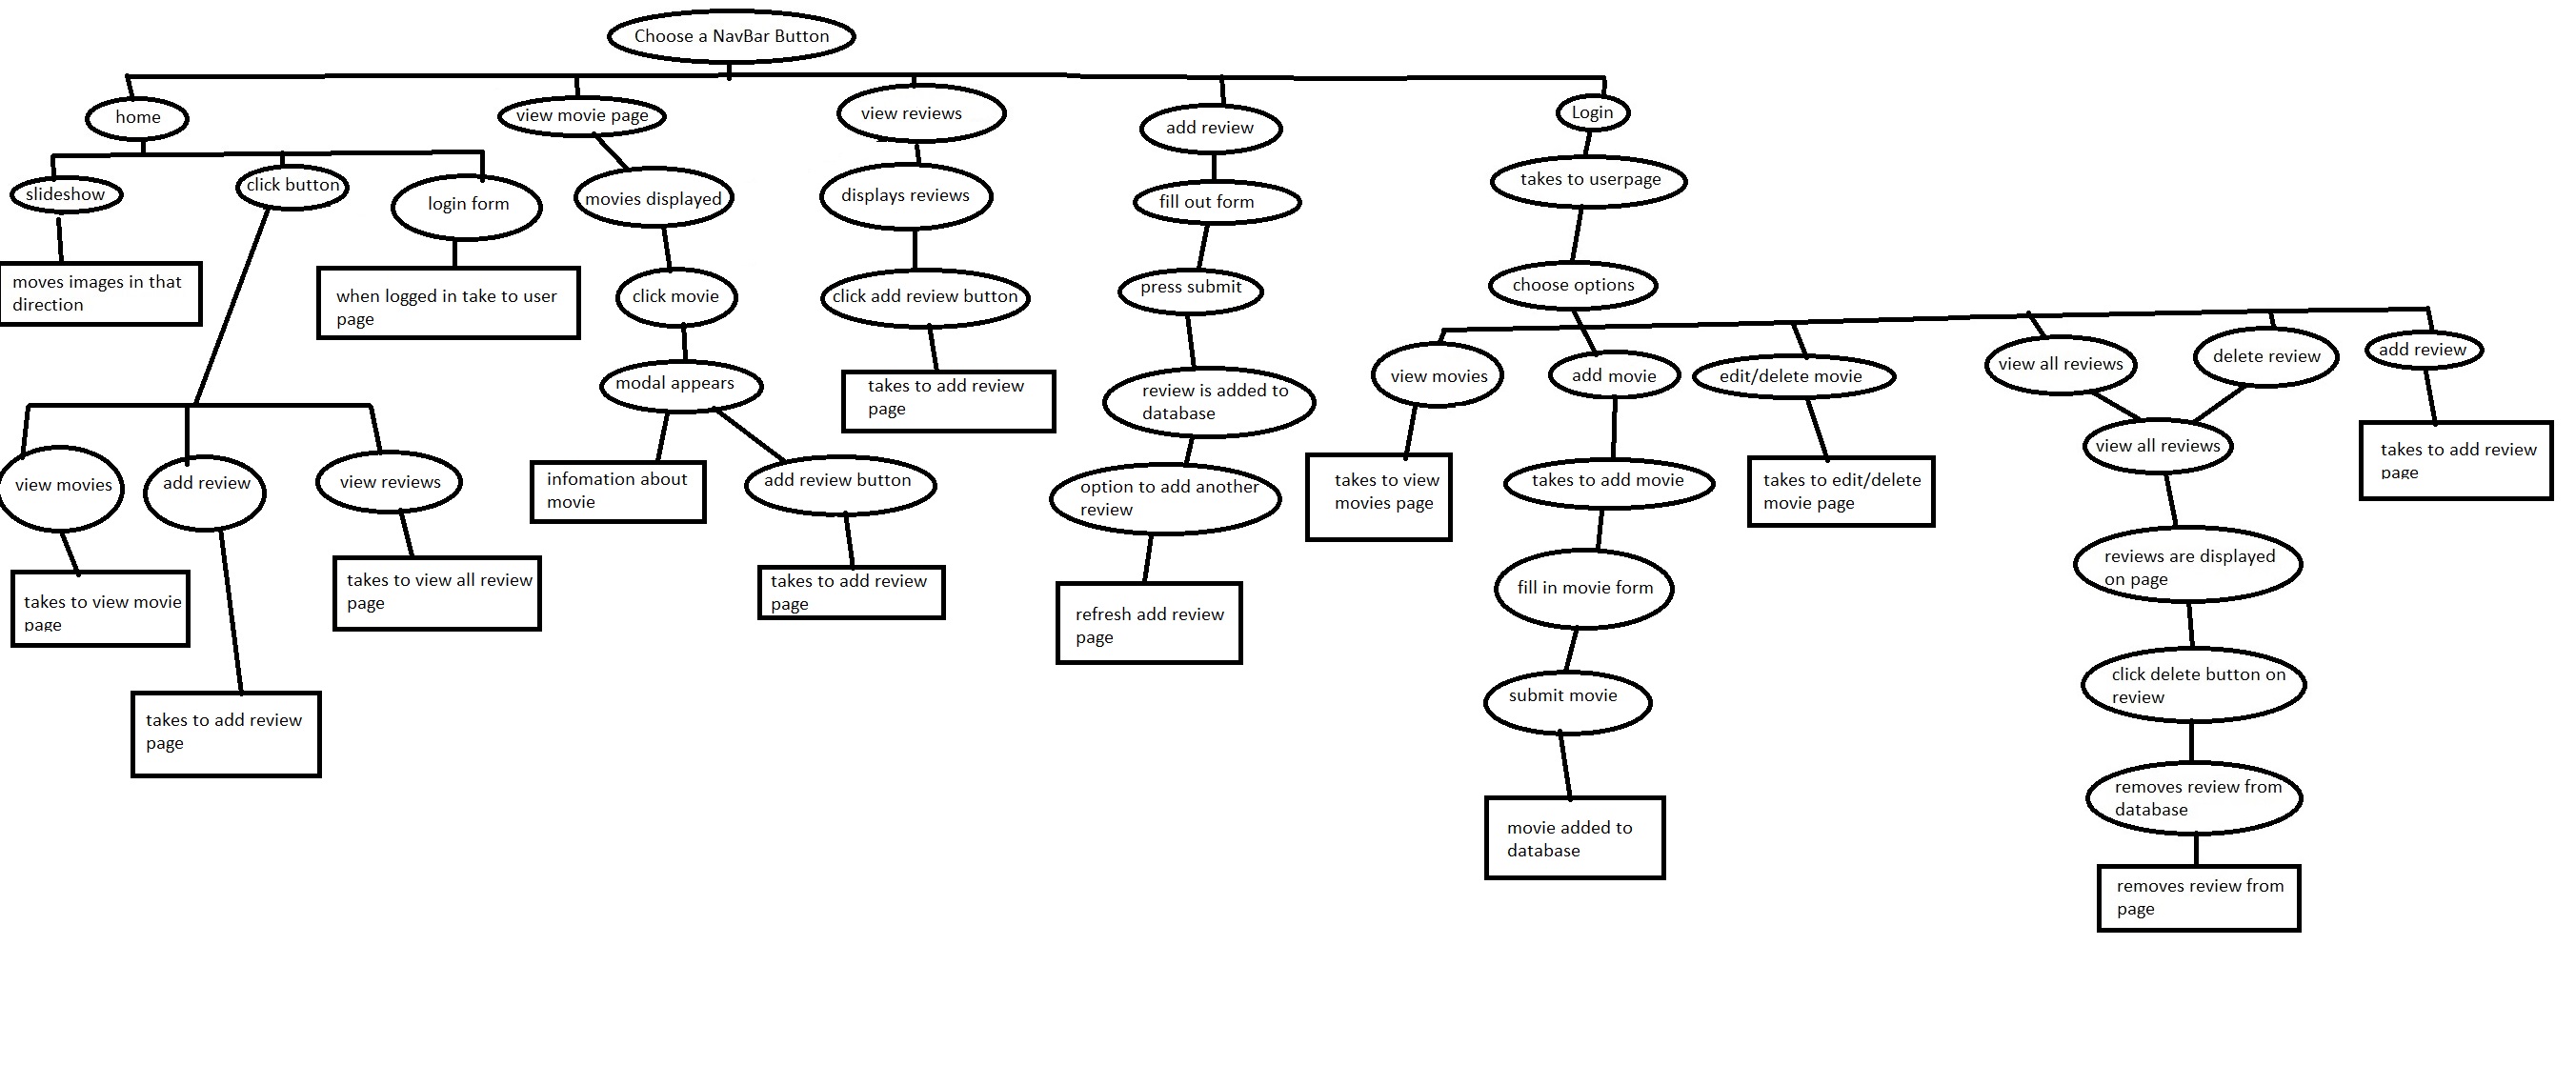 Choose a NavBar Button
home
view movie page
view reviews
add review
Login
slideshow
click button
login form
movies displayed
displays reviews
fill out form
takes to userpage
moves images in that
direction
when logged in take to user
page
click movie
click add review button
press submit
choose options
modal appears
takes to add review
page
review is added to
database
view movies
add movie
edit/delete movie
view all reviews
delete review
add review
view movies
add review
view reviews
infomation about
movie
add review button
option to add another
review
takes to view
movies page
takes to add movie
takes to edit/delete
movie page
view all reviews
takes to add review
page
takes to view movie
page
takes to view all review
page
takes to add review
page
refresh add review
page
fill in movie form
reviews are displayed
on page
takes to add review
page
submit movie
click delete button on
review
movie added to
database
removes review from
database
removes review from
page